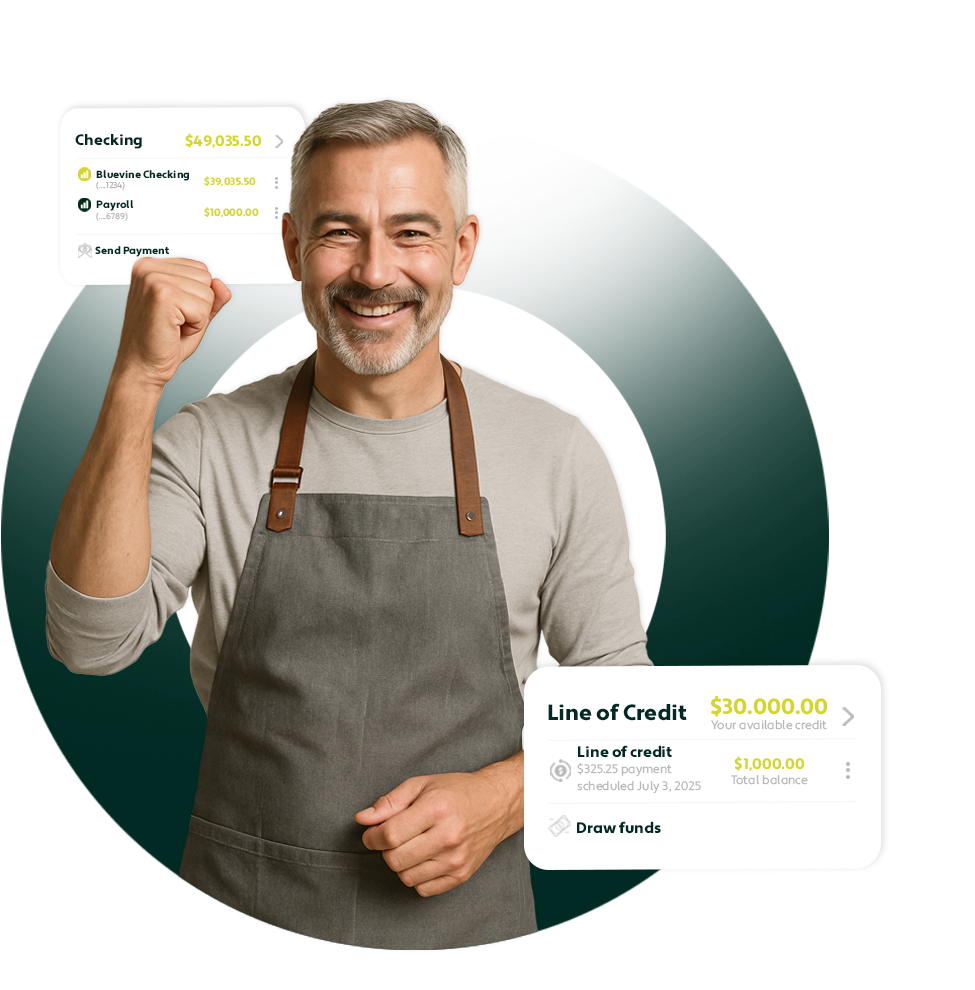 Checking $49,035.50
Bluevine Checking $39,035.50
(...1234)
Payroll $10,000.00
(...6789)
Send Payment
Line of Credit $30.000.00
Your available credit
Line of credit
$325.25 payment $1,000.00
scheduled July 3, 2025 Total balance
Draw funds